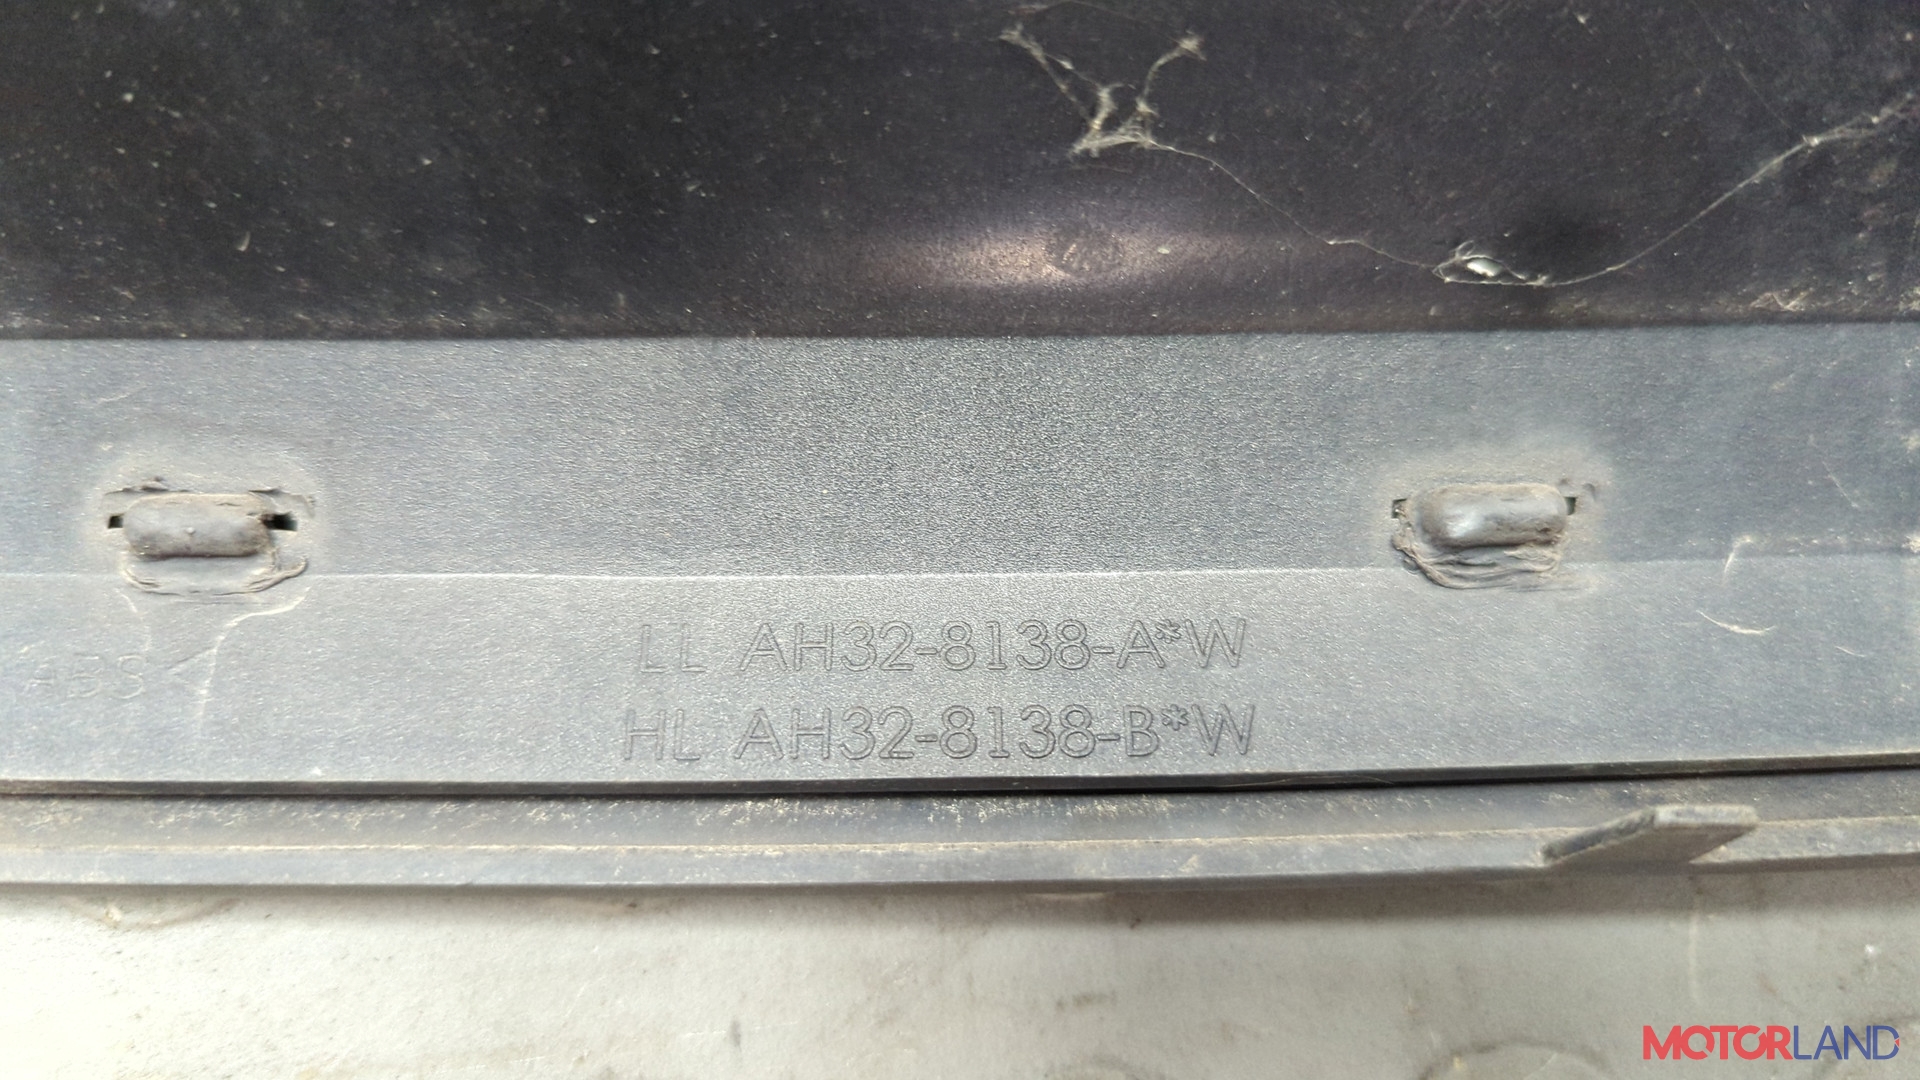 LL AH32-8138-A*W
ABS
HL AH32-8138-B*W
MOTORLAND